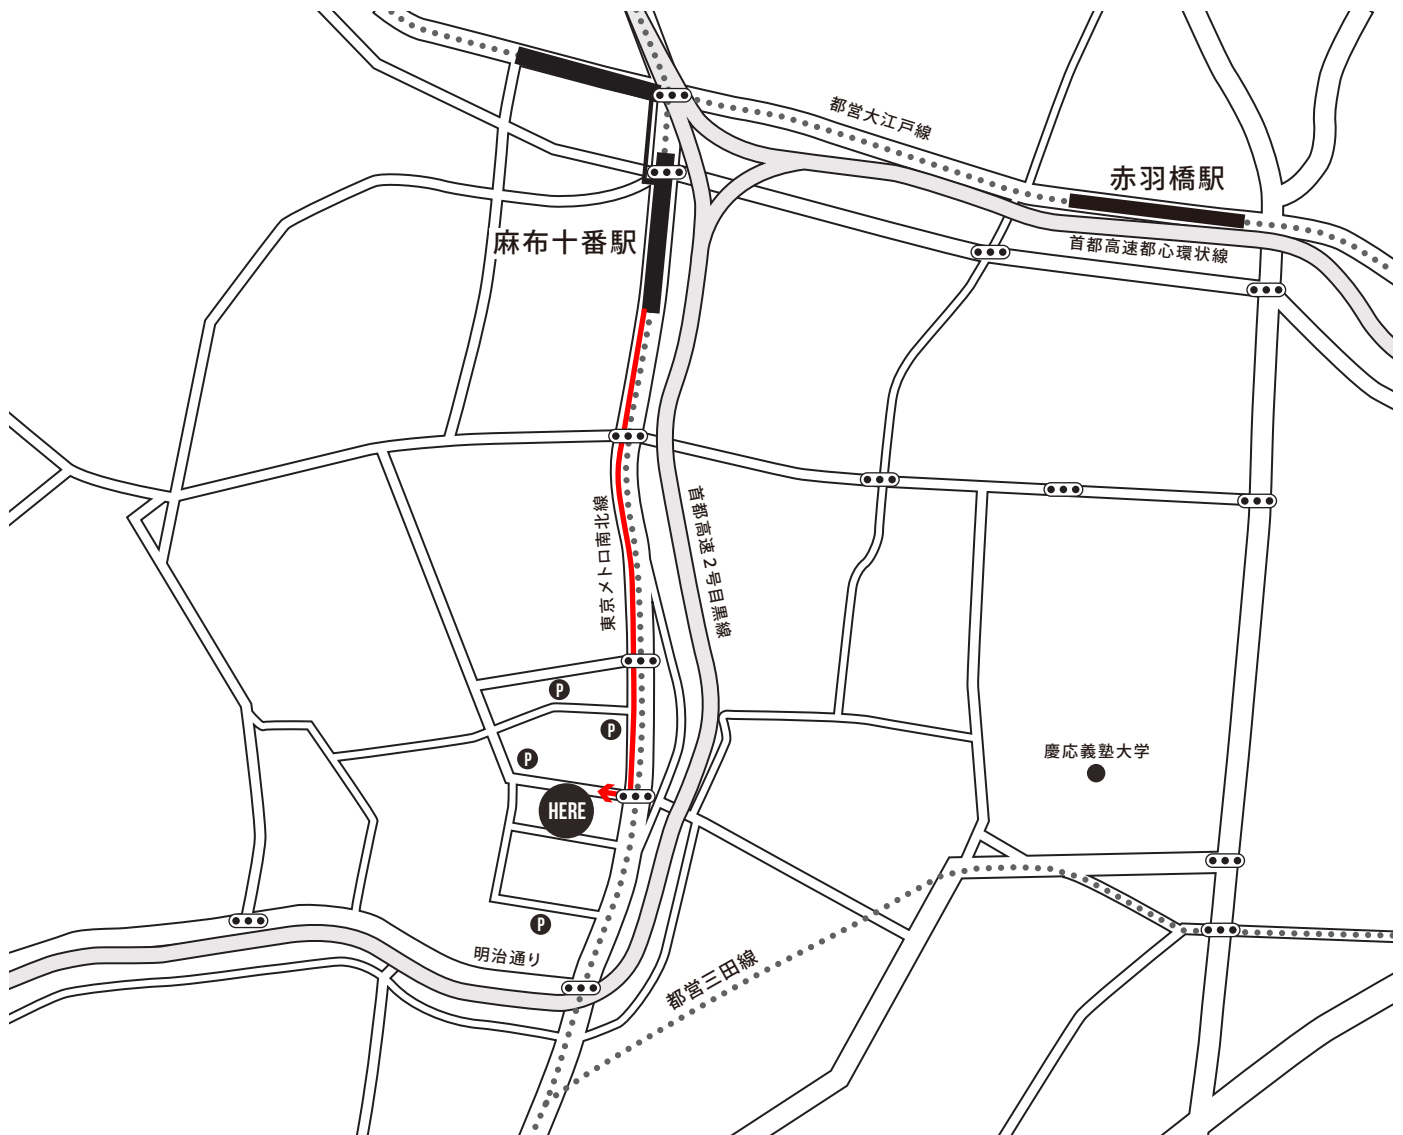 都営大江戸線
赤羽橋駅
麻布十番駅
首都高速都心環状線
東京メトロ南北線
首都高速2号目黒線
P
P
P
慶応義塾大学
HERE
P
明治通り
都営三田線